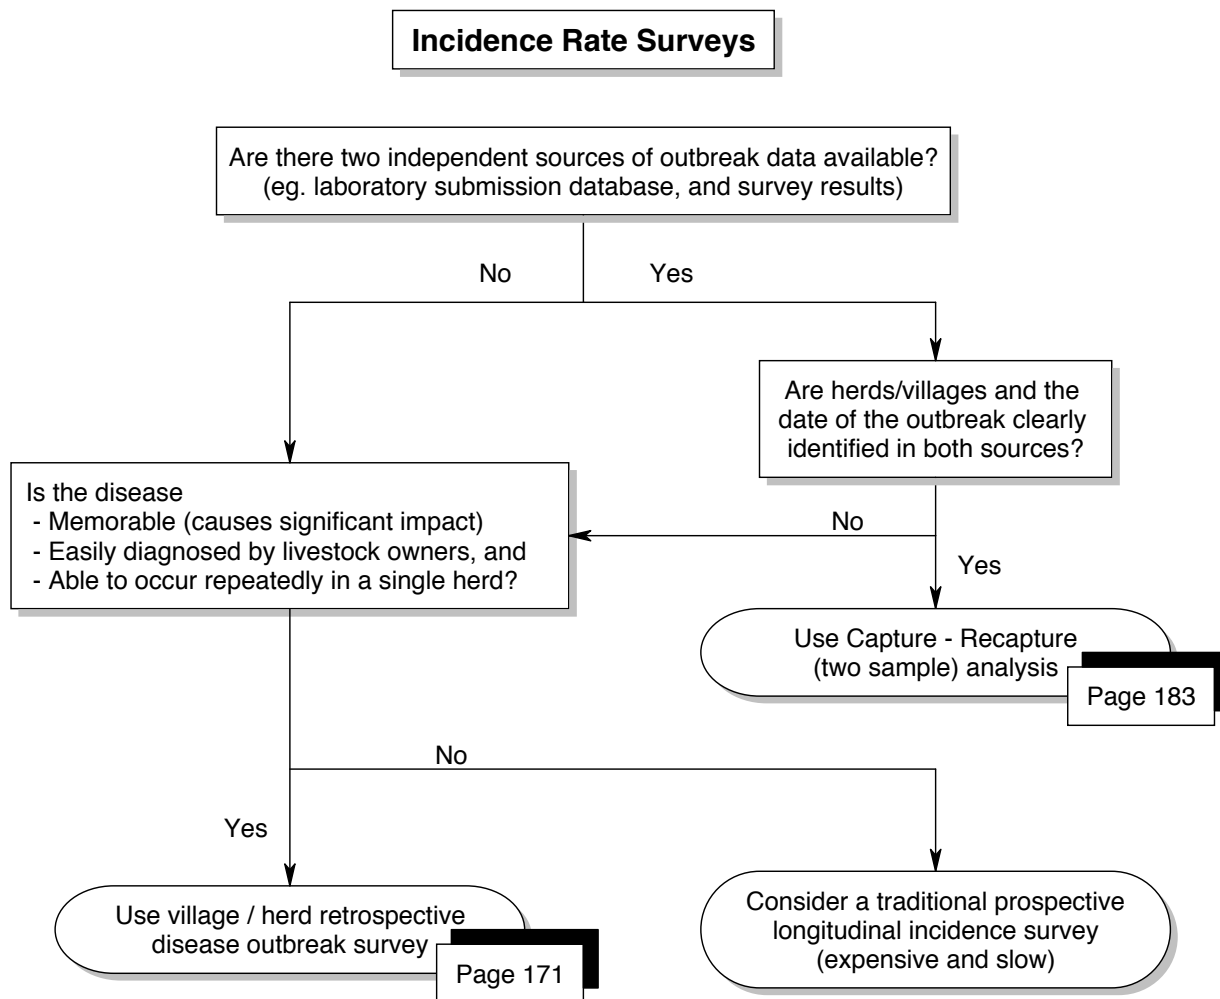 Incidence Rate Surveys
Are there two independent sources of outbreak data available?
(eg. laboratory submission database, and survey results)
No
Yes
Are herds/villages and the
date of the outbreak clearly
identified in both sources?
Is the disease
- Memorable (causes significant impact)
- Easily diagnosed by livestock owners, and
- Able to occur repeatedly in a single herd?
No
Yes
Use Capture - Recapture
(two sample) analysis
Page 183
No
Yes
Use village / herd retrospective
disease outbreak survey
Page 171
Consider a traditional prospective
longitudinal incidence survey
(expensive and slow)